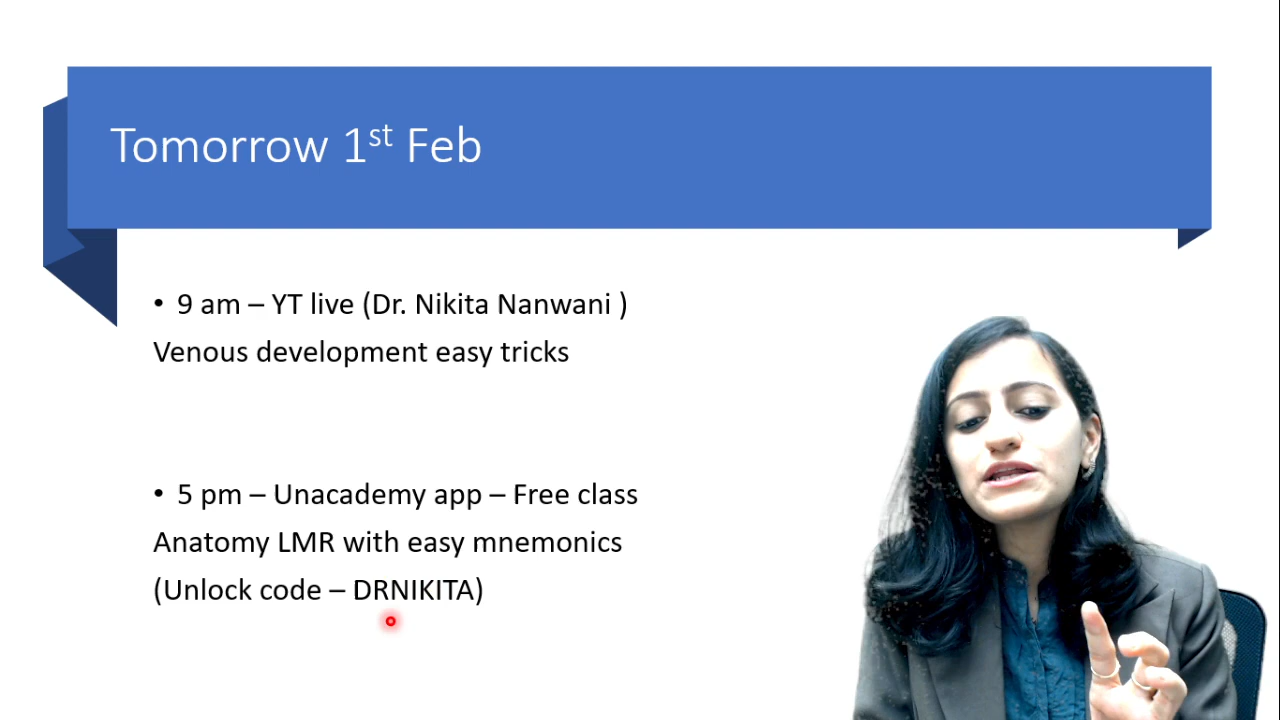 Tomorrow 1st Feb
• 9 am – YT live (Dr. Nikita Nanwani )
Venous development easy tricks
• 5 pm – Unacademy app – Free class
Anatomy LMR with easy mnemonics
(Unlock code – DRNIKITA)